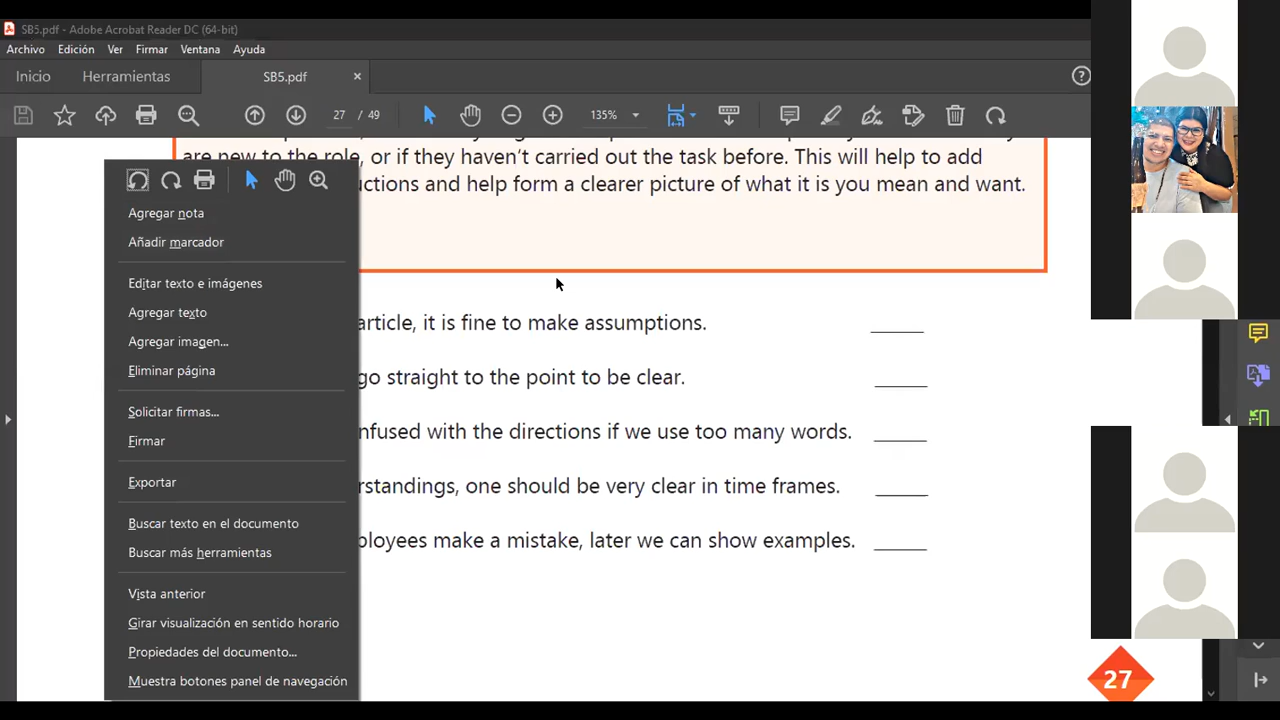 SB5.pdf - Adobe Acrobat Reader DC (64-bit)
Archivo Edición Ver Firmar Ventana Ayuda
Inicio Herramientas SB5.pdf ×
27 / 49 135%
are new to the role, or if they haven't carried out the task before. This will help to add
uctions and help form a clearer picture of what it is you mean and want.
Agregar nota
Añadir marcador
Editar texto e imágenes
Agregar texto
Agregar imagen...
Eliminar página
Solicitar firmas...
Firmar
Exportar
Buscar texto en el documento
Buscar más herramientas
Vista anterior
Girar visualización en sentido horario
Propiedades del documento...
Muestra botones panel de navegación
article, it is fine to make assumptions. _____
go straight to the point to be clear. _____
nfused with the directions if we use too many words. _____
rstandings, one should be very clear in time frames. _____
ployees make a mistake, later we can show examples. _____
27